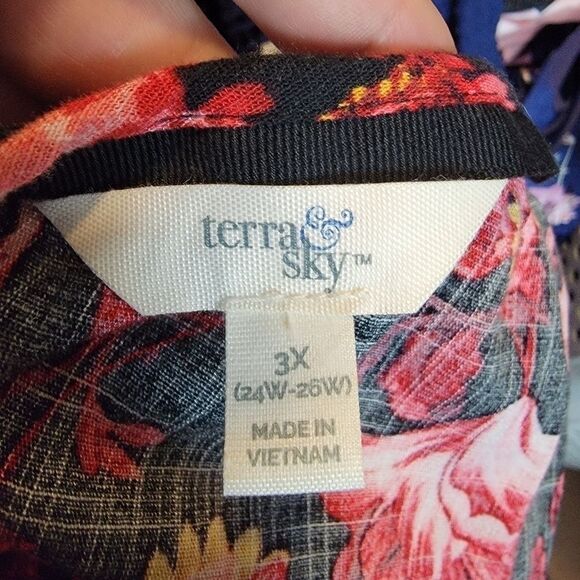 terra &
sky™
3X
(24W-26W)
MADE IN
VIETNAM